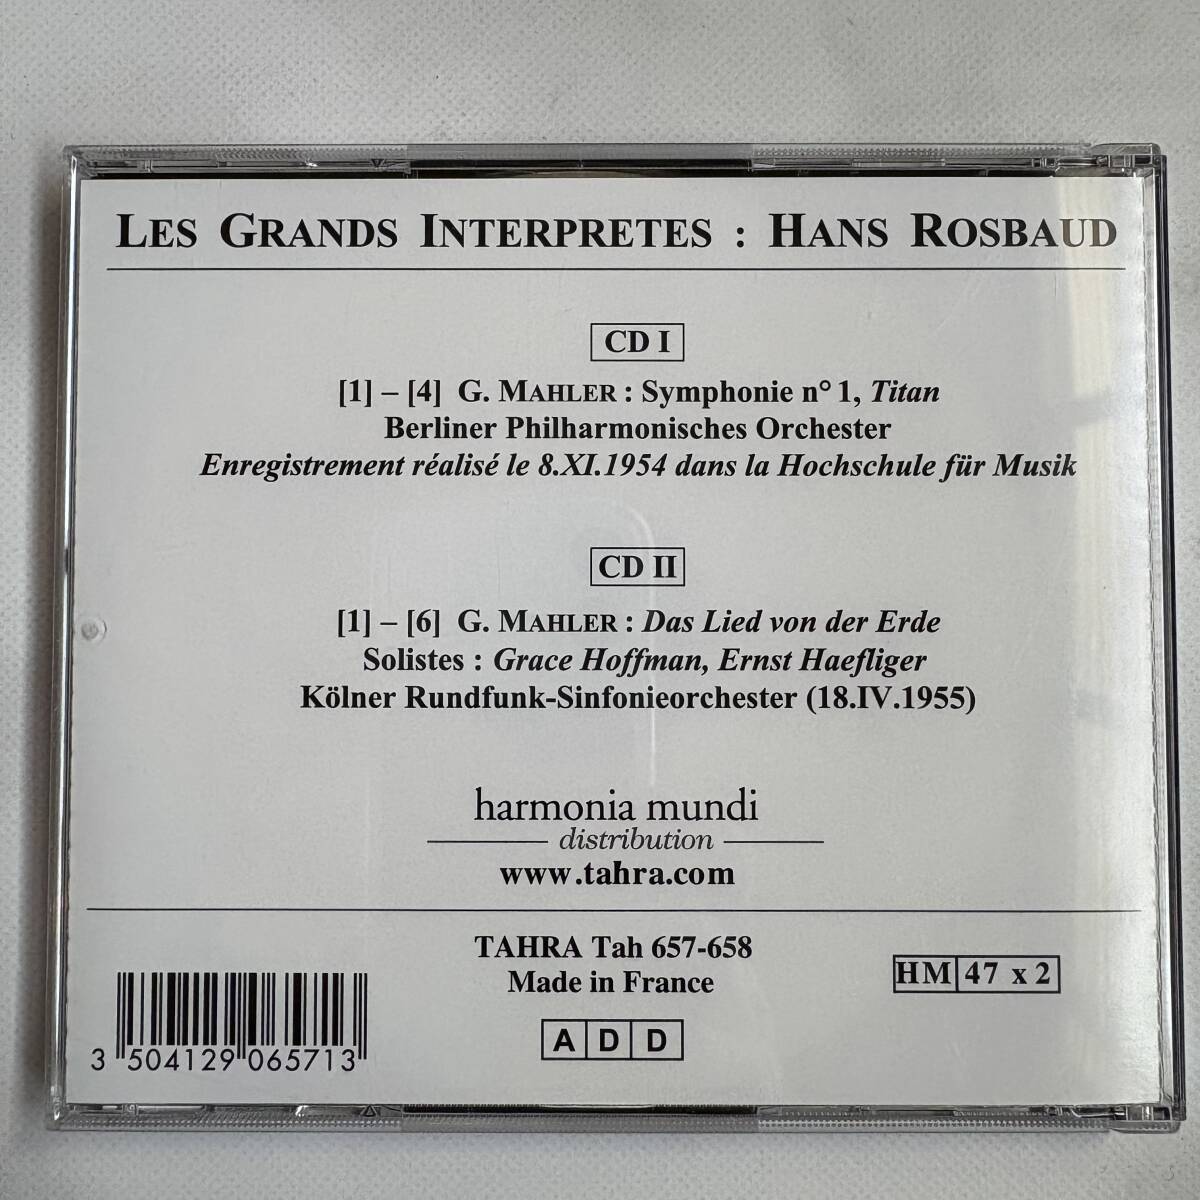 LES GRANDS INTERPRETES : HANS ROSBAUD
CD I
[1] – [4] G. MAHLER : Symphonie n° 1, Titan
Berliner Philharmonisches Orchester
Enregistrement réalisé le 8.XI.1954 dans la Hochschule für Musik
CD II
[1] – [6] G. MAHLER : Das Lied von der Erde
Solistes : Grace Hoffman, Ernst Haefliger
Kölner Rundfunk-Sinfonieorchester (18.IV.1955)
harmonia mundi
distribution
www.tahra.com
TAHRA Tah 657-658
Made in France
HM 47 x 2
A D D
3 504129 065713